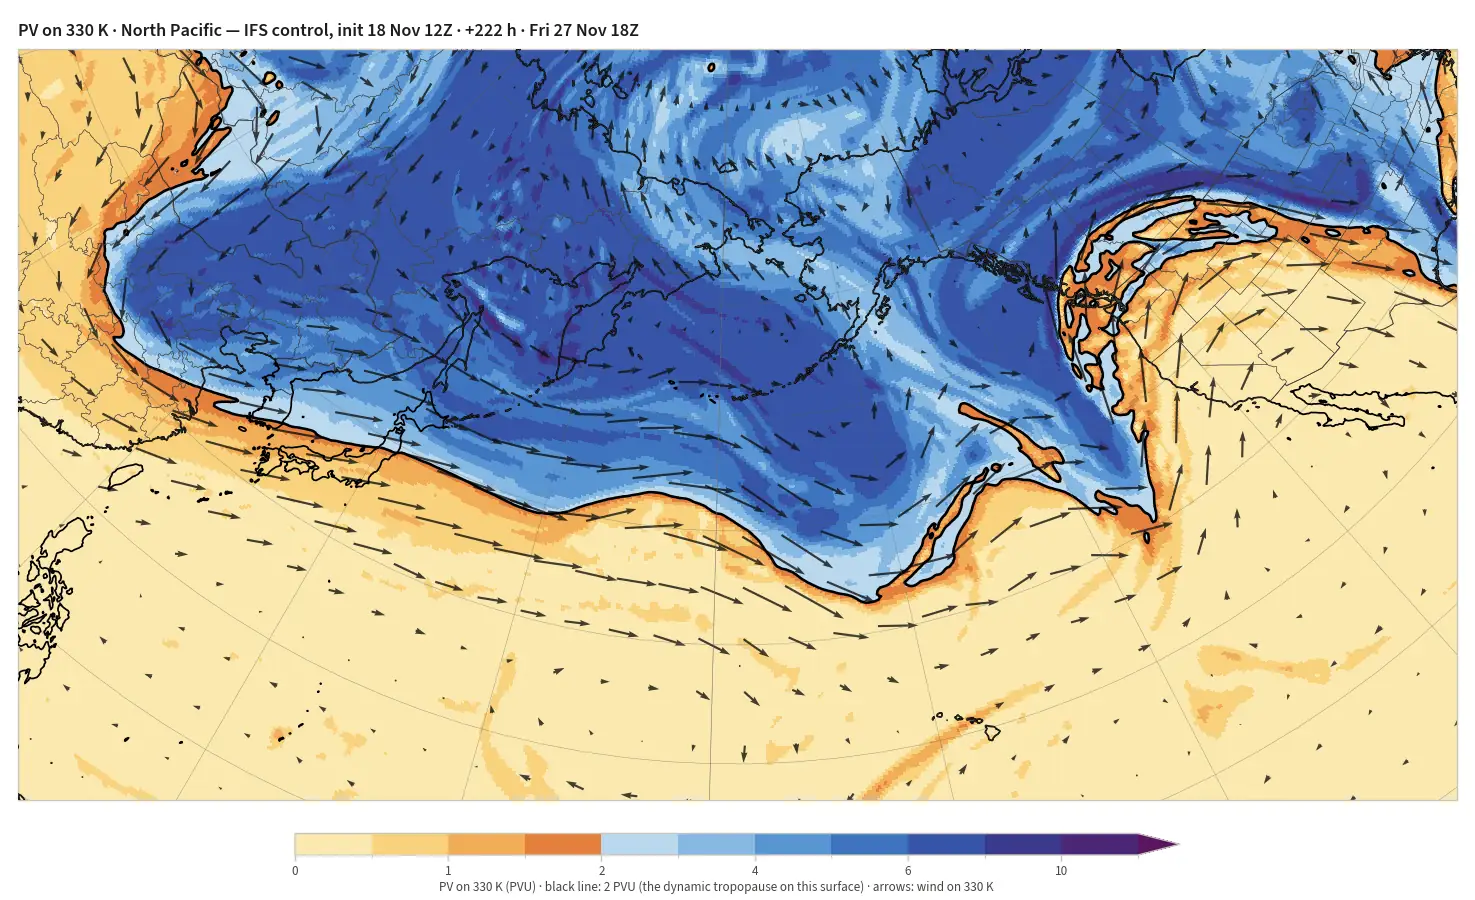 PV on 330 K · North Pacific — IFS control, init 18 Nov 12Z · +222 h · Fri 27 Nov 18Z
0 1 2 4 6 10
PV on 330 K (PVU) · black line: 2 PVU (the dynamic tropopause on this surface) · arrows: wind on 330 K